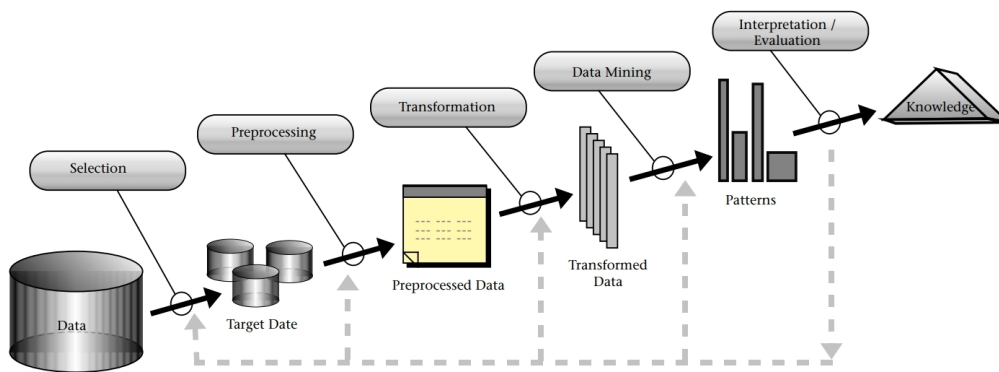 Interpretation /
Evaluation
Data Mining
Transformation
Preprocessing
Selection
Knowledge
Patterns
Transformed
Data
Preprocessed Data
Target Date
Data